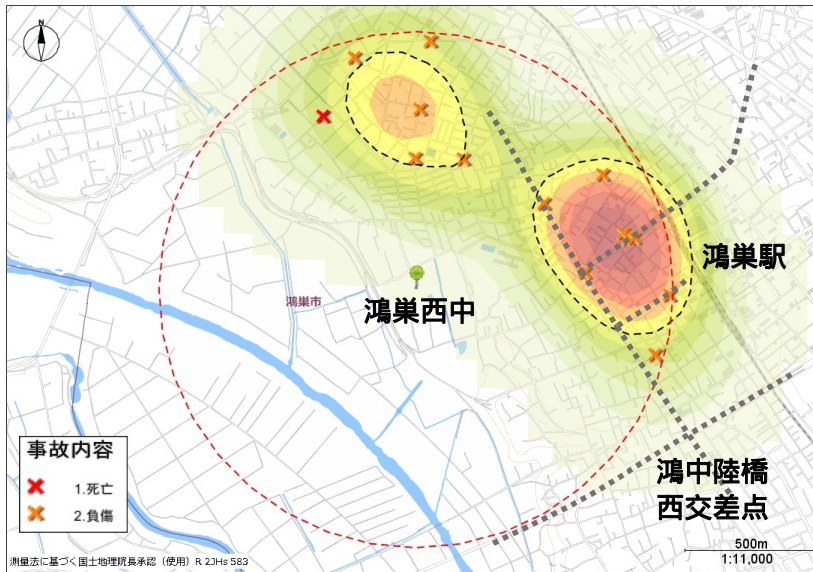 N
鴻巣駅
鴻巣市
鴻巣西中
事故内容
1.死亡
2.負傷
鴻中陸橋
西交差点
500m
1:11,000
測量法に基づく国土地理院長承認（使用）R 2JHs 583